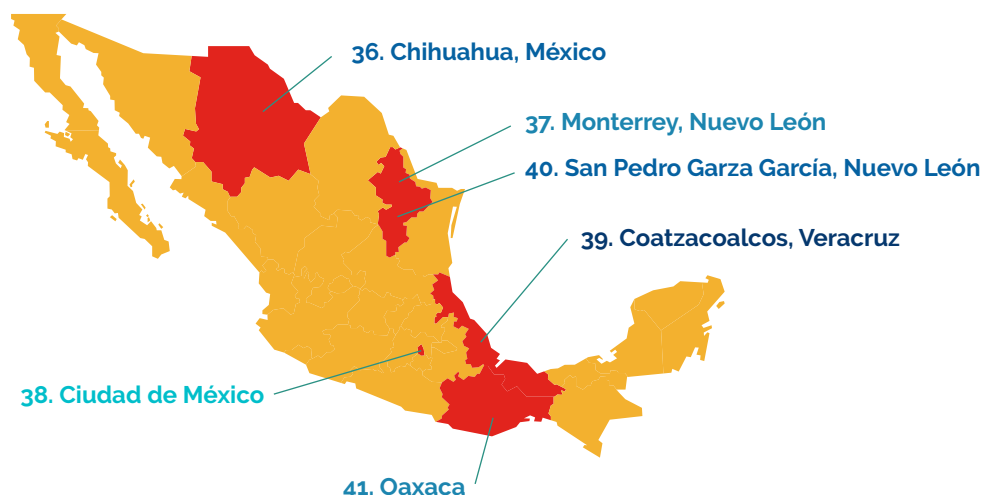 36. Chihuahua, México
37. Monterrey, Nuevo León
40. San Pedro Garza García, Nuevo León
39. Coatzacoalcos, Veracruz
38. Ciudad de México
41. Oaxaca